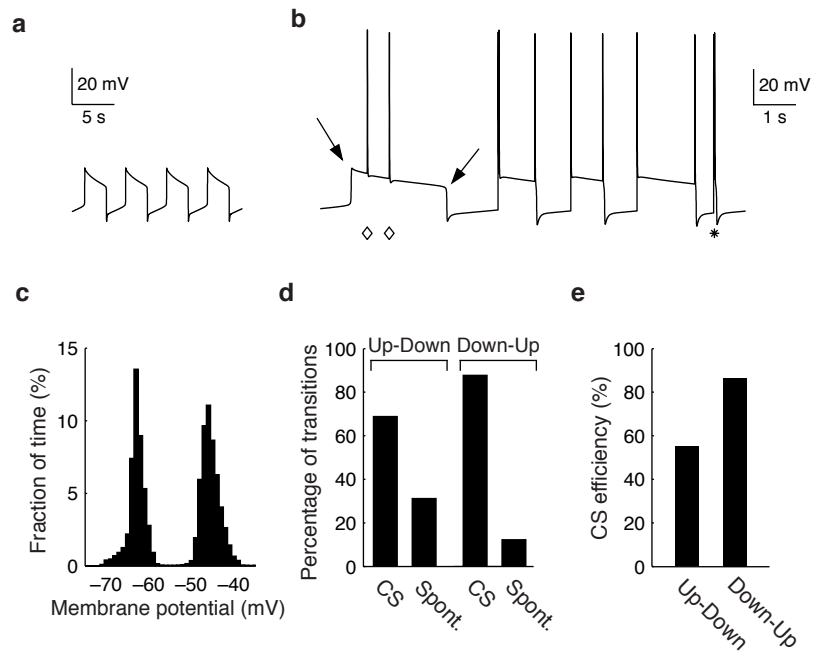 a
20 mV
5 s
b
20 mV
1 s
◇ ◇ *
c
Fraction of time (%)
15
10
5
0
–70 –60 –50 –40
Membrane potential (mV)
d
Percentage of transitions
100
80
60
40
20
0
Up-Down Down-Up
CS Spont. CS Spont.
e
CS efficiency (%)
100
80
60
40
20
0
Up-Down Down-Up